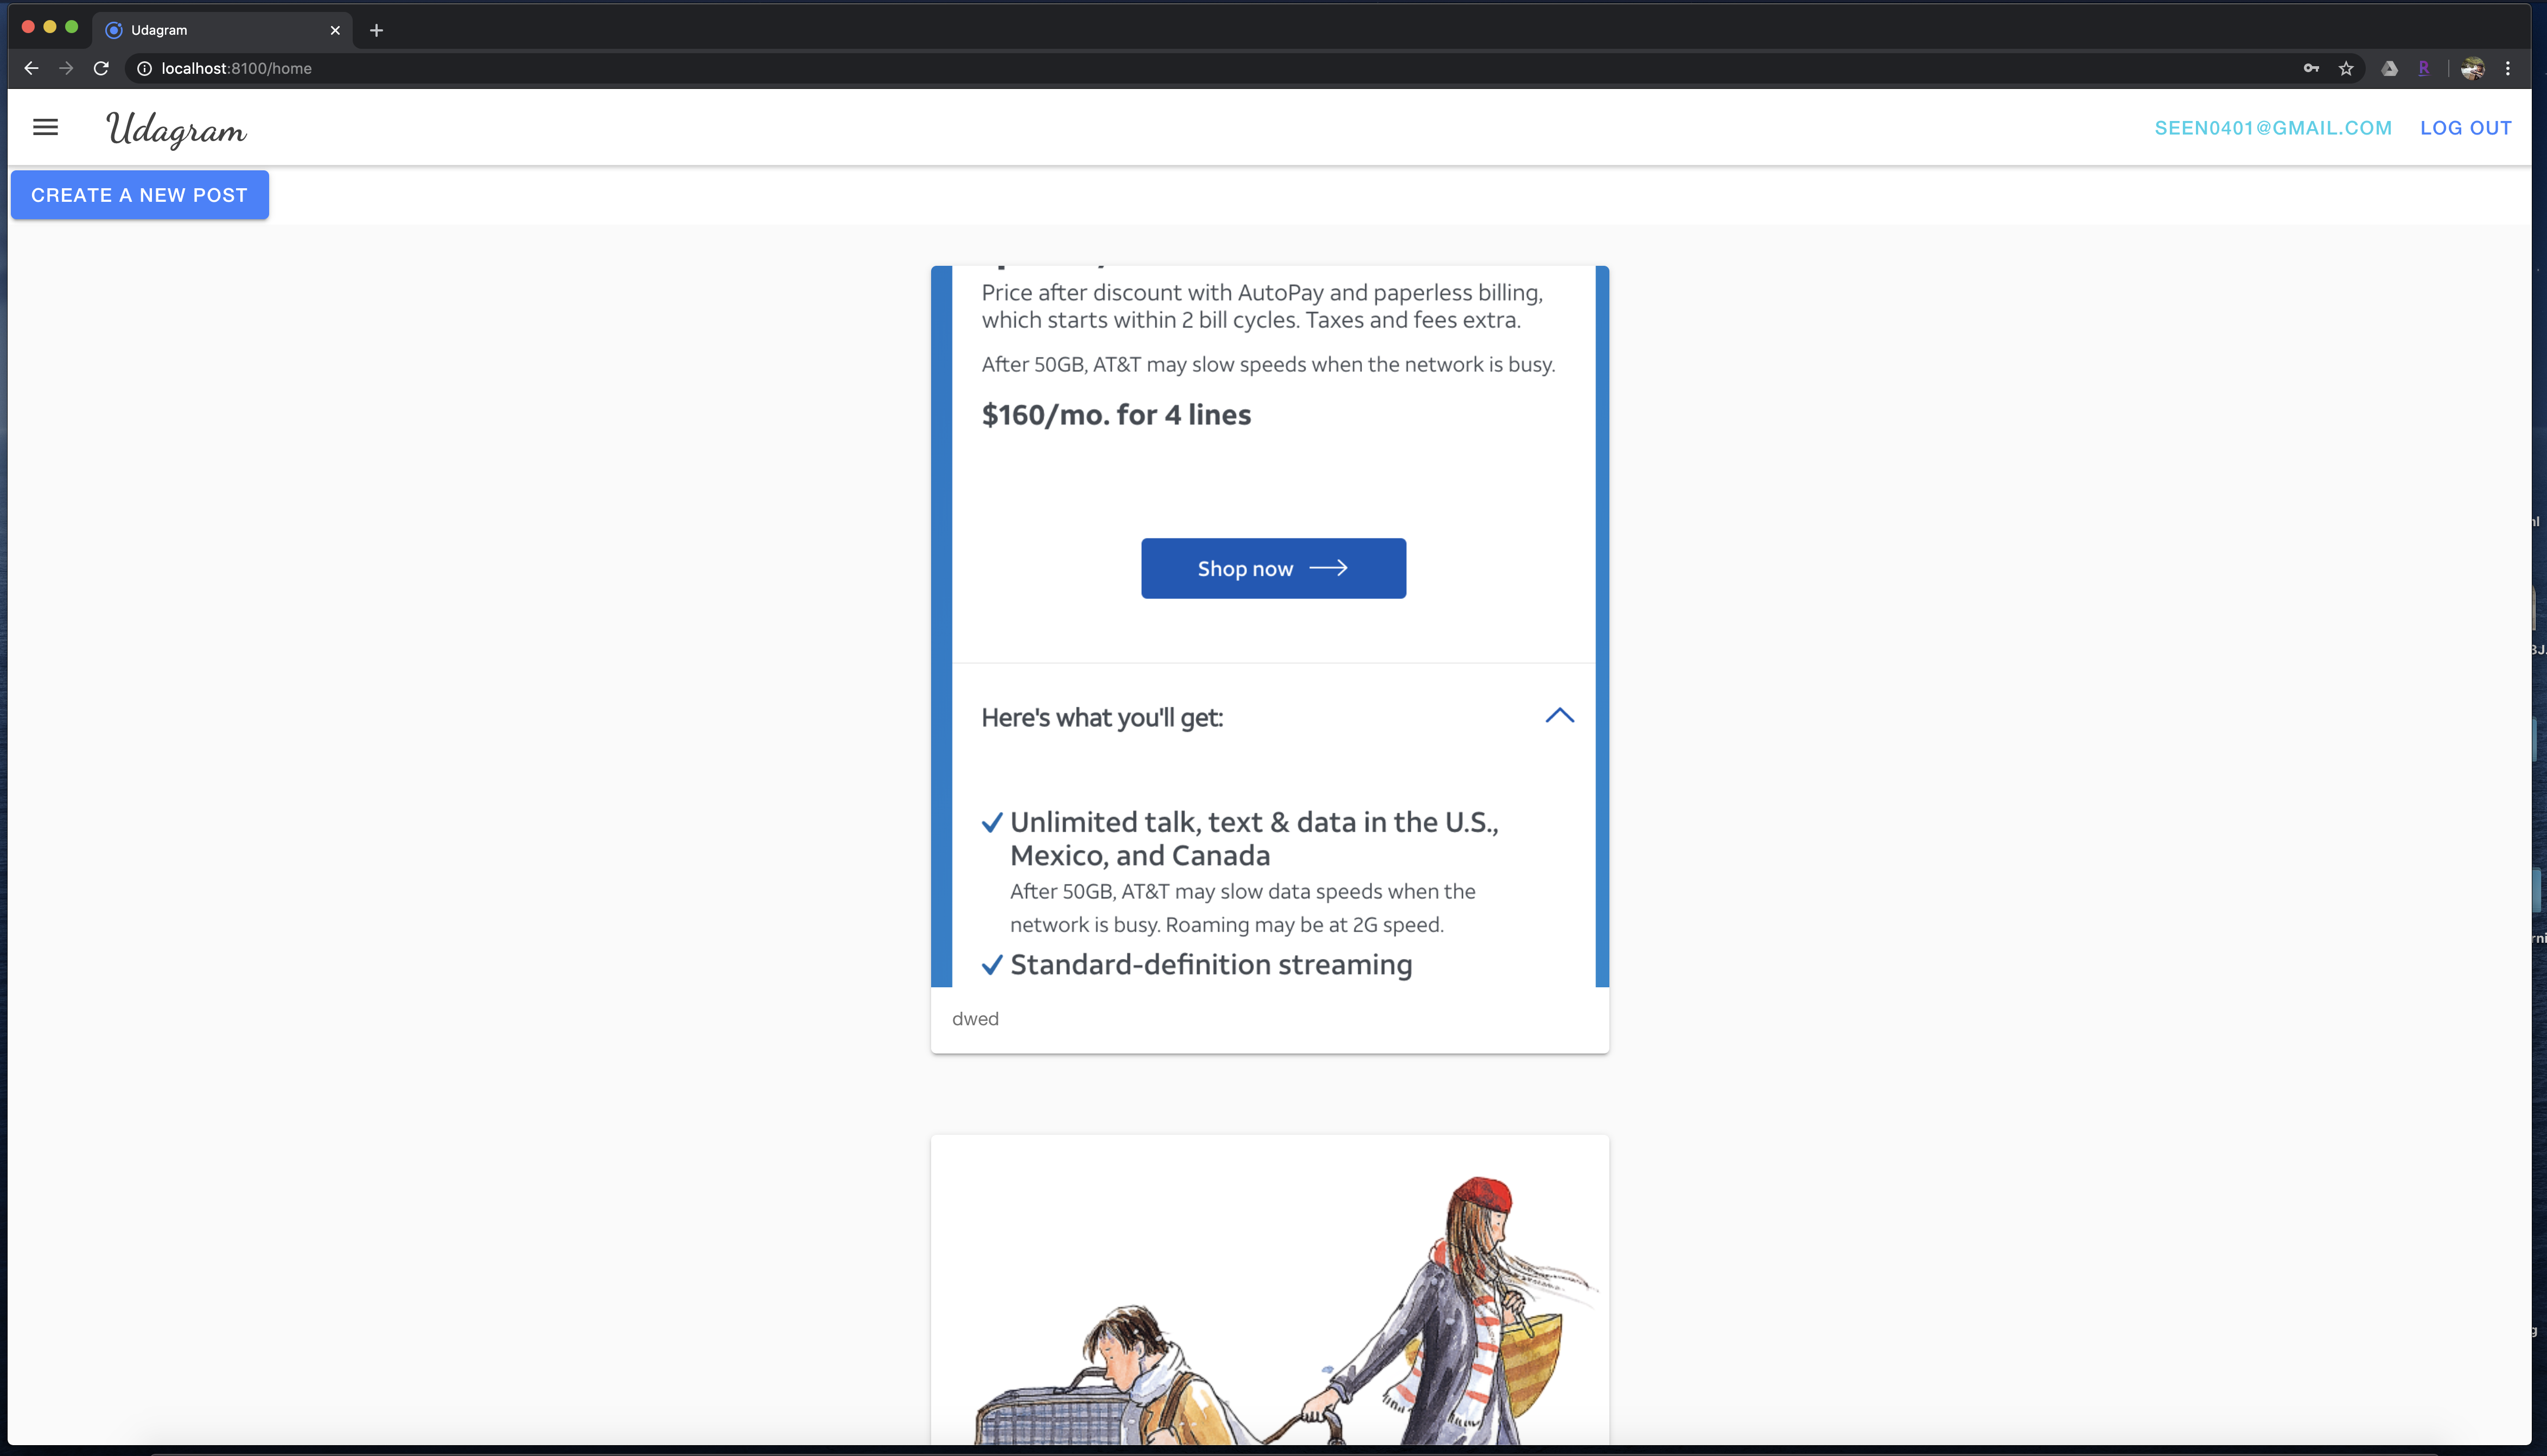 Udagram
localhost:8100/home
R
Udagram
SEEN0401@GMAIL.COM
LOG OUT
CREATE A NEW POST
Price after discount with AutoPay and paperless billing,
which starts within 2 bill cycles. Taxes and fees extra.
After 50GB, AT&T may slow speeds when the network is busy.
$160/mo. for 4 lines
Shop now
Here's what you'll get:
Unlimited talk, text & data in the U.S.,
Mexico, and Canada
After 50GB, AT&T may slow data speeds when the
network is busy. Roaming may be at 2G speed.
Standard-definition streaming
dwed